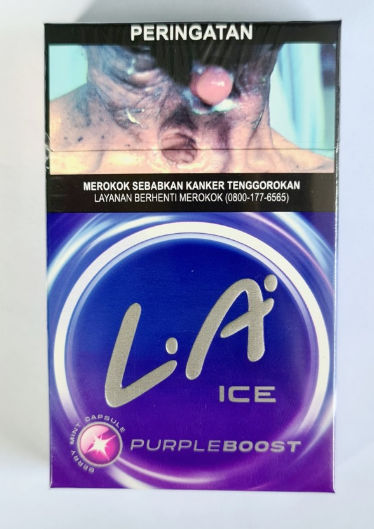 PERINGATAN
MEROKOK SEBABKAN KANKER TENGGOROKAN
LAYANAN BERHENTI MEROKOK (0800-177-6565)
L.A.
ICE
BERRY MINT CAPSULE
PURPLEBOOST